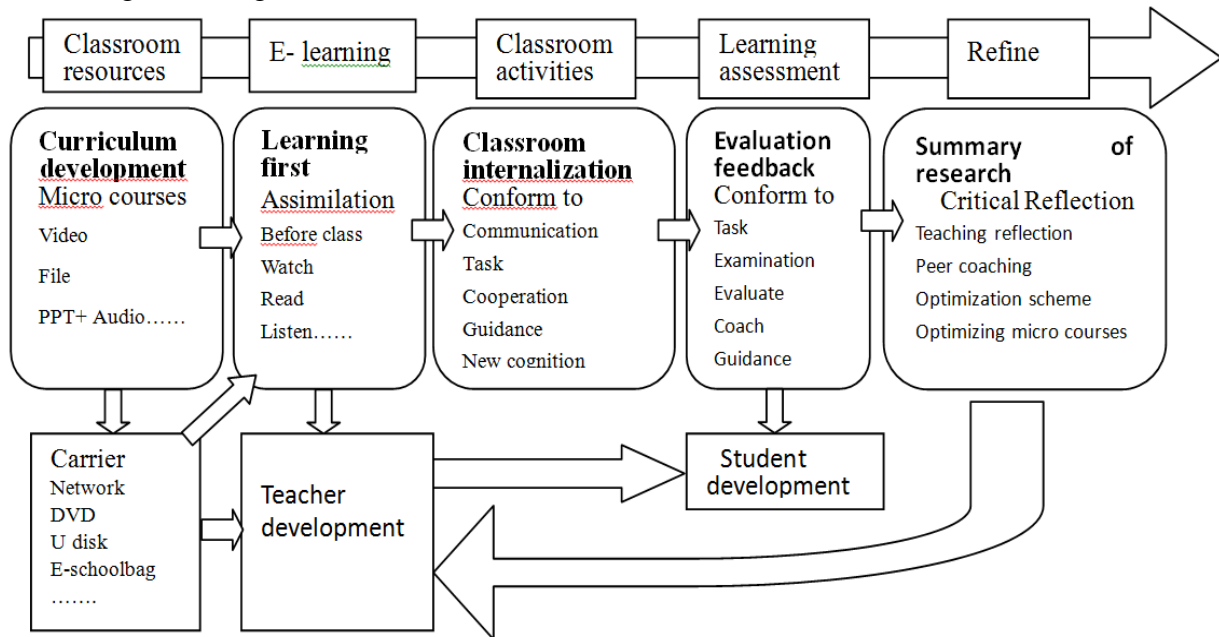 Classroom
resources
E- learning
Classroom
activities
Learning
assessment
Refine
Curriculum
development
Micro courses
Video
File
PPT+ Audio……
Learning
first
Assimilation
Before class
Watch
Read
Listen……
Classroom
internalization
Conform to
Communication
Task
Cooperation
Guidance
New cognition
Evaluation
feedback
Conform to
Task
Examination
Evaluate
Coach
Guidance
Summary of
research
Critical Reflection
Teaching reflection
Peer coaching
Optimization scheme
Optimizing micro courses
Carrier
Network
DVD
U disk
E-schoolbag
…….
Teacher
development
Student
development